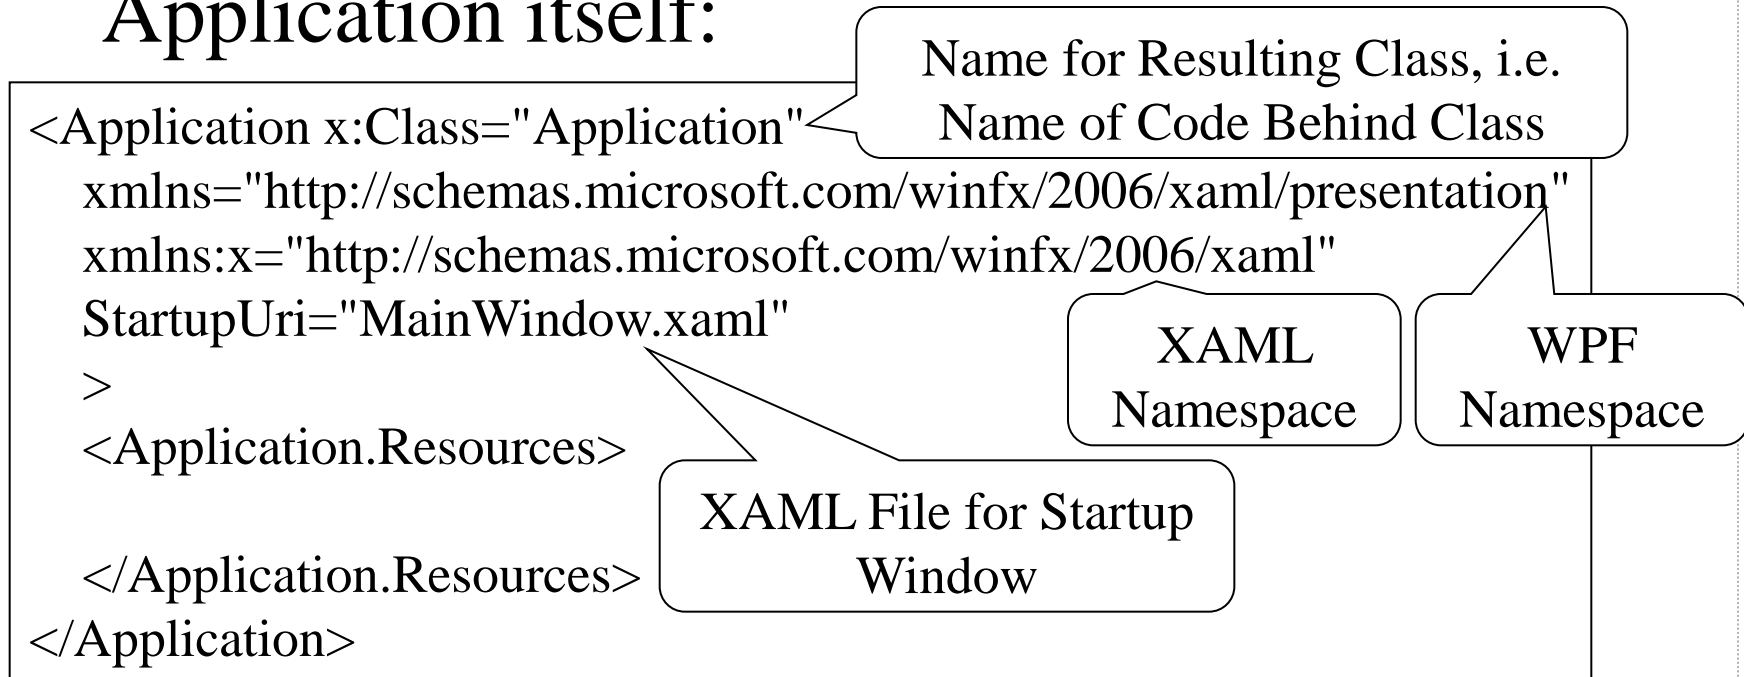 Application itself:
Name for Resulting Class, i.e.
Name of Code Behind Class
<Application x:Class="Application"
xmlns="http://schemas.microsoft.com/winfx/2006/xaml/presentation"
xmlns:x="http://schemas.microsoft.com/winfx/2006/xaml"
StartupUri="MainWindow.xaml"
>
XAML
Namespace
WPF
Namespace
<Application.Resources>
XAML File for Startup
Window
</Application.Resources>
</Application>